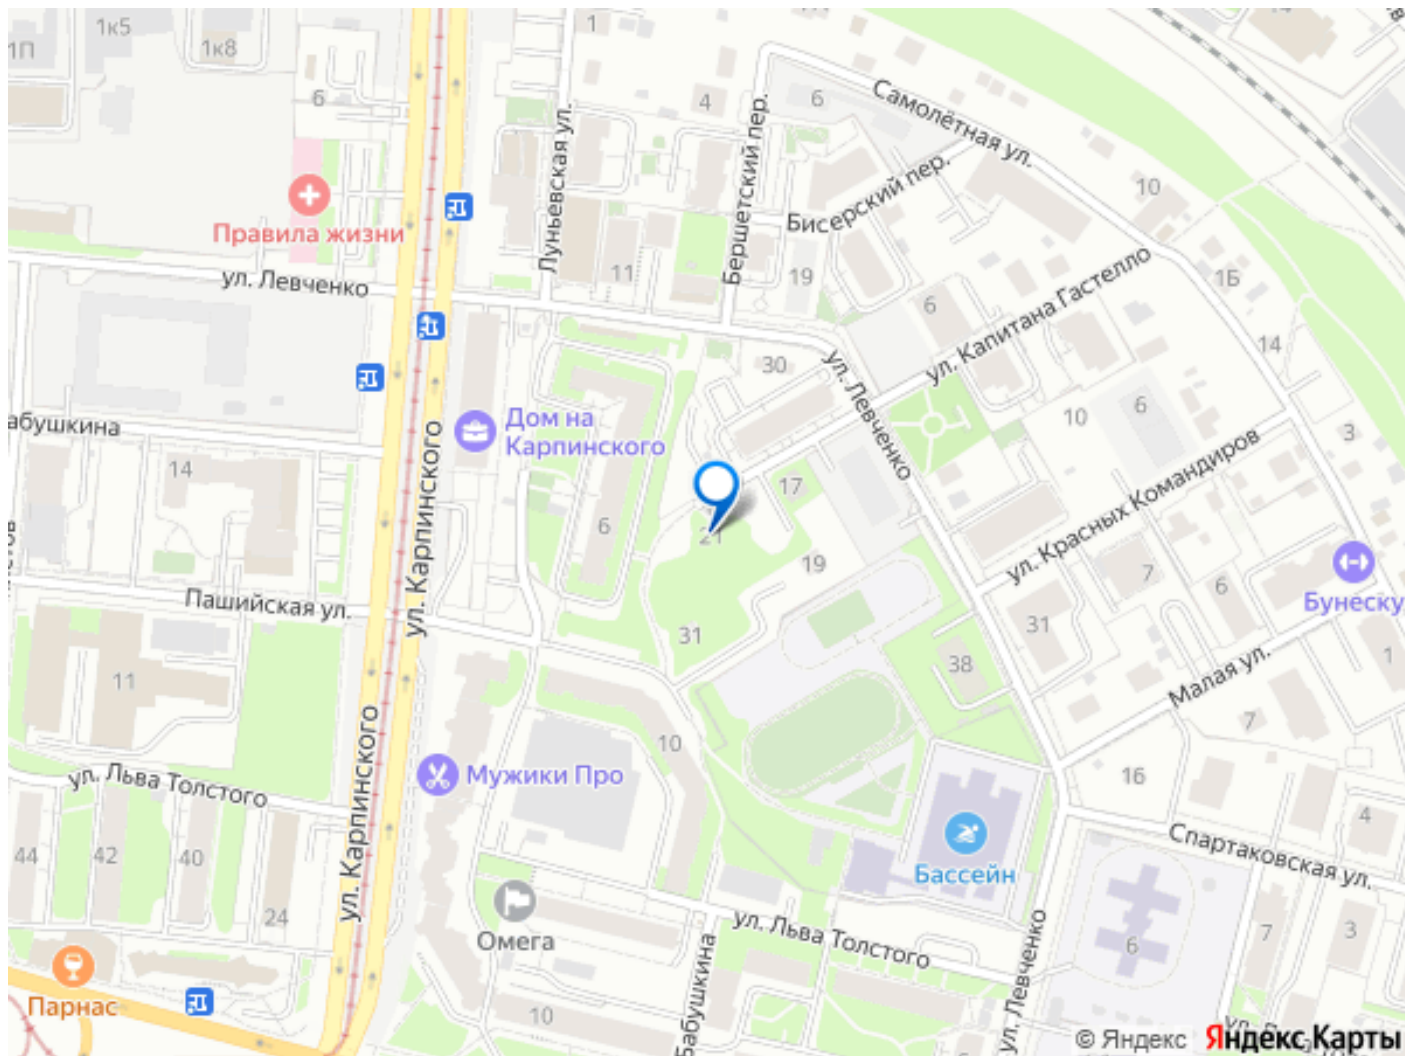 1к5
1П
1к8
6
1
4
6
Самолётная ул.
Луньевская ул.
Бершетский пер.
Бисерский пер.
10
Правила жизни
ул. Левченко
11
19
6
1Б
ул. Капитана Гастелло
14
30
ул. Левченко
Дом на
Карпинского
10
6
3
абушкина
14
ул. Карпинского
6
17
21
19
ул. Красных Командиров
7
6
Бунеску
Пашийская ул.
31
31
38
Малая ул.
1
11
10
7
ул. Карпинского
Мужики Про
ул. Льва Толстого
16
4
Спартаковская ул.
44
42
40
24
Бассейн
Омега
ул. Льва Толстого
ул. Левченко
6
7
3
Парнас
10
Бабушкина
© Яндекс
Яндекс Карты